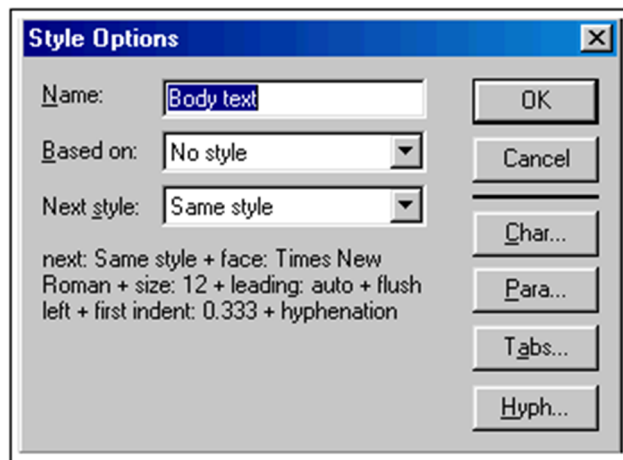 Style Options
Name: Body text
OK
Based on: No style
Cancel
Next style: Same style
Char...
next: Same style + face: Times New
Roman + size: 12 + leading: auto + flush
left + first indent: 0.333 + hyphenation
Para...
Tabs...
Hyph...